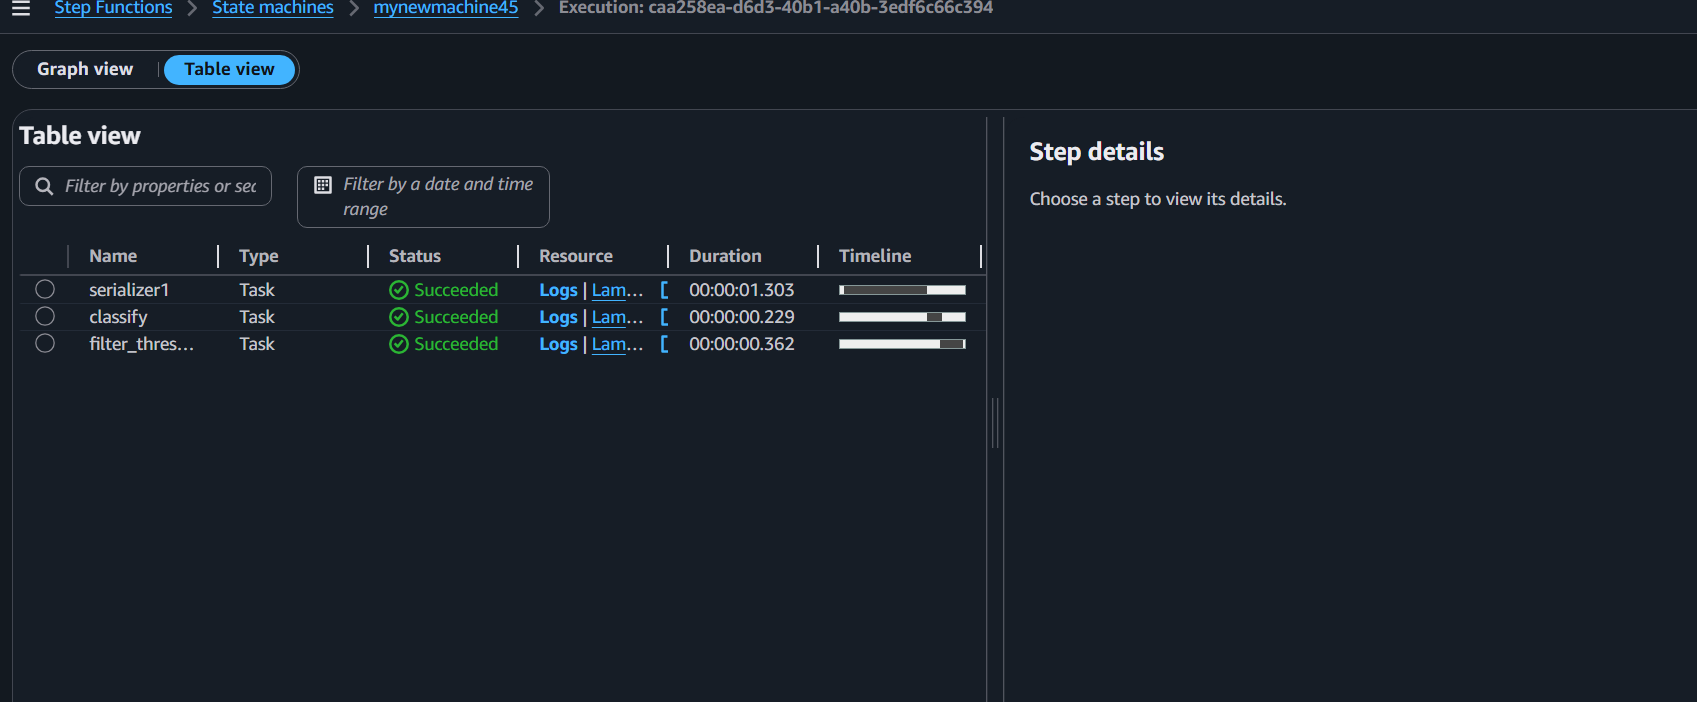 Step Functions > State machines > mynewmachine45 > Execution: caa258ea-d6d3-40b1-a40b-3edf6c66c394
Graph view | Table view
Table view
Filter by properties or sec
Filter by a date and time
range
Name Type Status Resource Duration Timeline
serializer1 Task Succeeded Logs | Lam... 00:00:01.303
classify Task Succeeded Logs | Lam... 00:00:00.229
filter_thres... Task Succeeded Logs | Lam... 00:00:00.362
Step details
Choose a step to view its details.